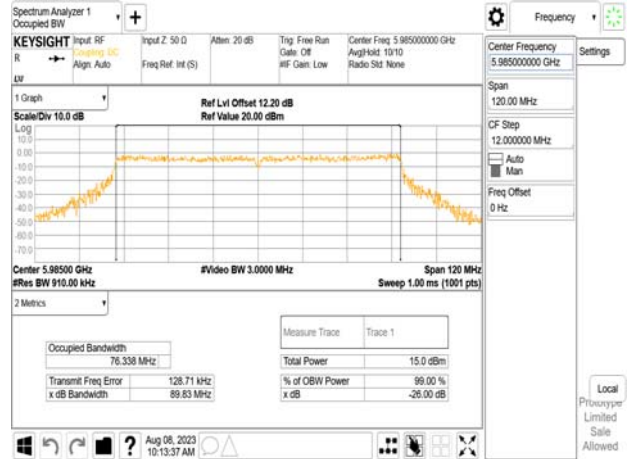 Spectrum Analyzer 1
Occupied BW
KEYSIGHT
R
Input: RF
Coupling: DC
Align: Auto
Input Z: 50 Ω
Freq Ref: Int (S)
Atten: 20 dB
Trig: Free Run
Gate: Off
#IF Gain: Low
Center Freq: 5.985000000 GHz
Avg|Hold: 10/10
Radio Std: None
1 Graph
Scale/Div 10.0 dB
Ref Lvl Offset 12.20 dB
Ref Value 20.00 dBm
Log
10.0
0.00
-10.0
-20.0
-30.0
-40.0
-50.0
-60.0
-70.0
Center 5.98500 GHz
#Res BW 910.00 kHz
#Video BW 3.0000 MHz
Span 120 MHz
Sweep 1.00 ms (1001 pts)
2 Metrics
Measure Trace Trace 1
Occupied Bandwidth
76.338 MHz
Total Power 15.0 dBm
Transmit Freq Error 128.71 kHz
% of OBW Power 99.00 %
x dB Bandwidth 89.83 MHz
x dB -26.00 dB
Aug 08, 2023
10:13:37 AM
Frequency
Settings
Center Frequency
5.985000000 GHz
Span
120.00 MHz
CF Step
12.000000 MHz
Auto
Man
Freq Offset
0 Hz
Local
Prototype
Limited
Sale
Allowed